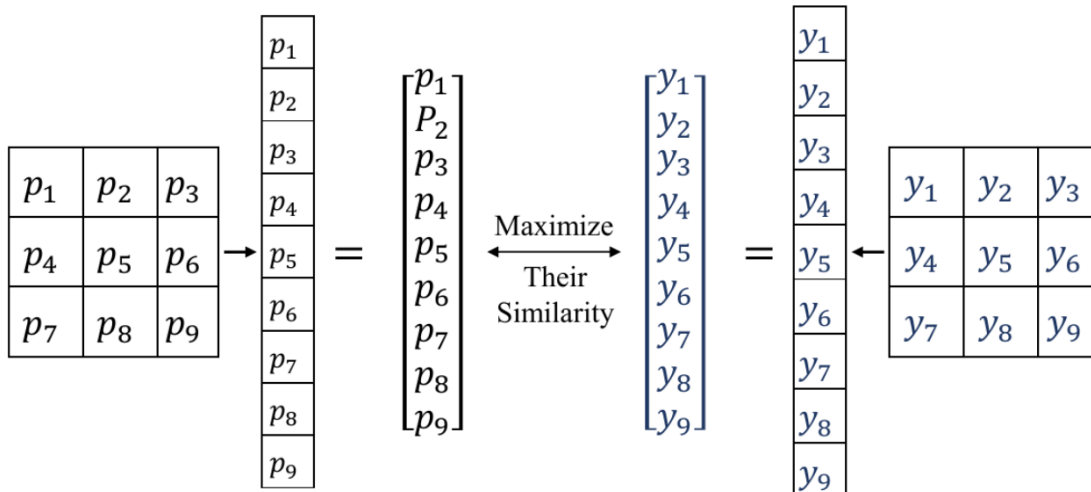 p₁ p₂ p₃
p₄ p₅ p₆
p₇ p₈ p₉
p₁
p₂
p₃
p₄
p₅
p₆
p₇
p₈
p₉
=
p₁
P₂
p₃
p₄
p₅
p₆
p₇
p₈
p₉
Maximize
Their
Similarity
y₁
y₂
y₃
y₄
y₅
y₆
y₇
y₈
y₉
=
y₁
y₂
y₃
y₄
y₅
y₆
y₇
y₈
y₉
y₁ y₂ y₃
y₄ y₅ y₆
y₇ y₈ y₉